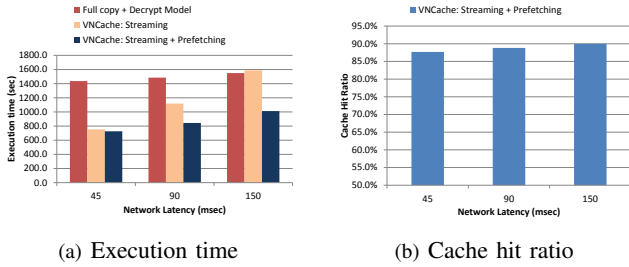 Full copy + Decrypt Model
VNCache: Streaming
VNCache: Streaming + Prefetching
Execution time (sec)
1800.0
1600.0
1400.0
1200.0
1000.0
800.0
600.0
400.0
200.0
0.0
45 90 150
Network Latency (msec)
(a) Execution time
VNCache: Streaming + Prefetching
Cache Hit Ratio
95.0%
90.0%
85.0%
80.0%
75.0%
70.0%
65.0%
60.0%
55.0%
50.0%
45 90 150
Network Latency (msec)
(b) Cache hit ratio